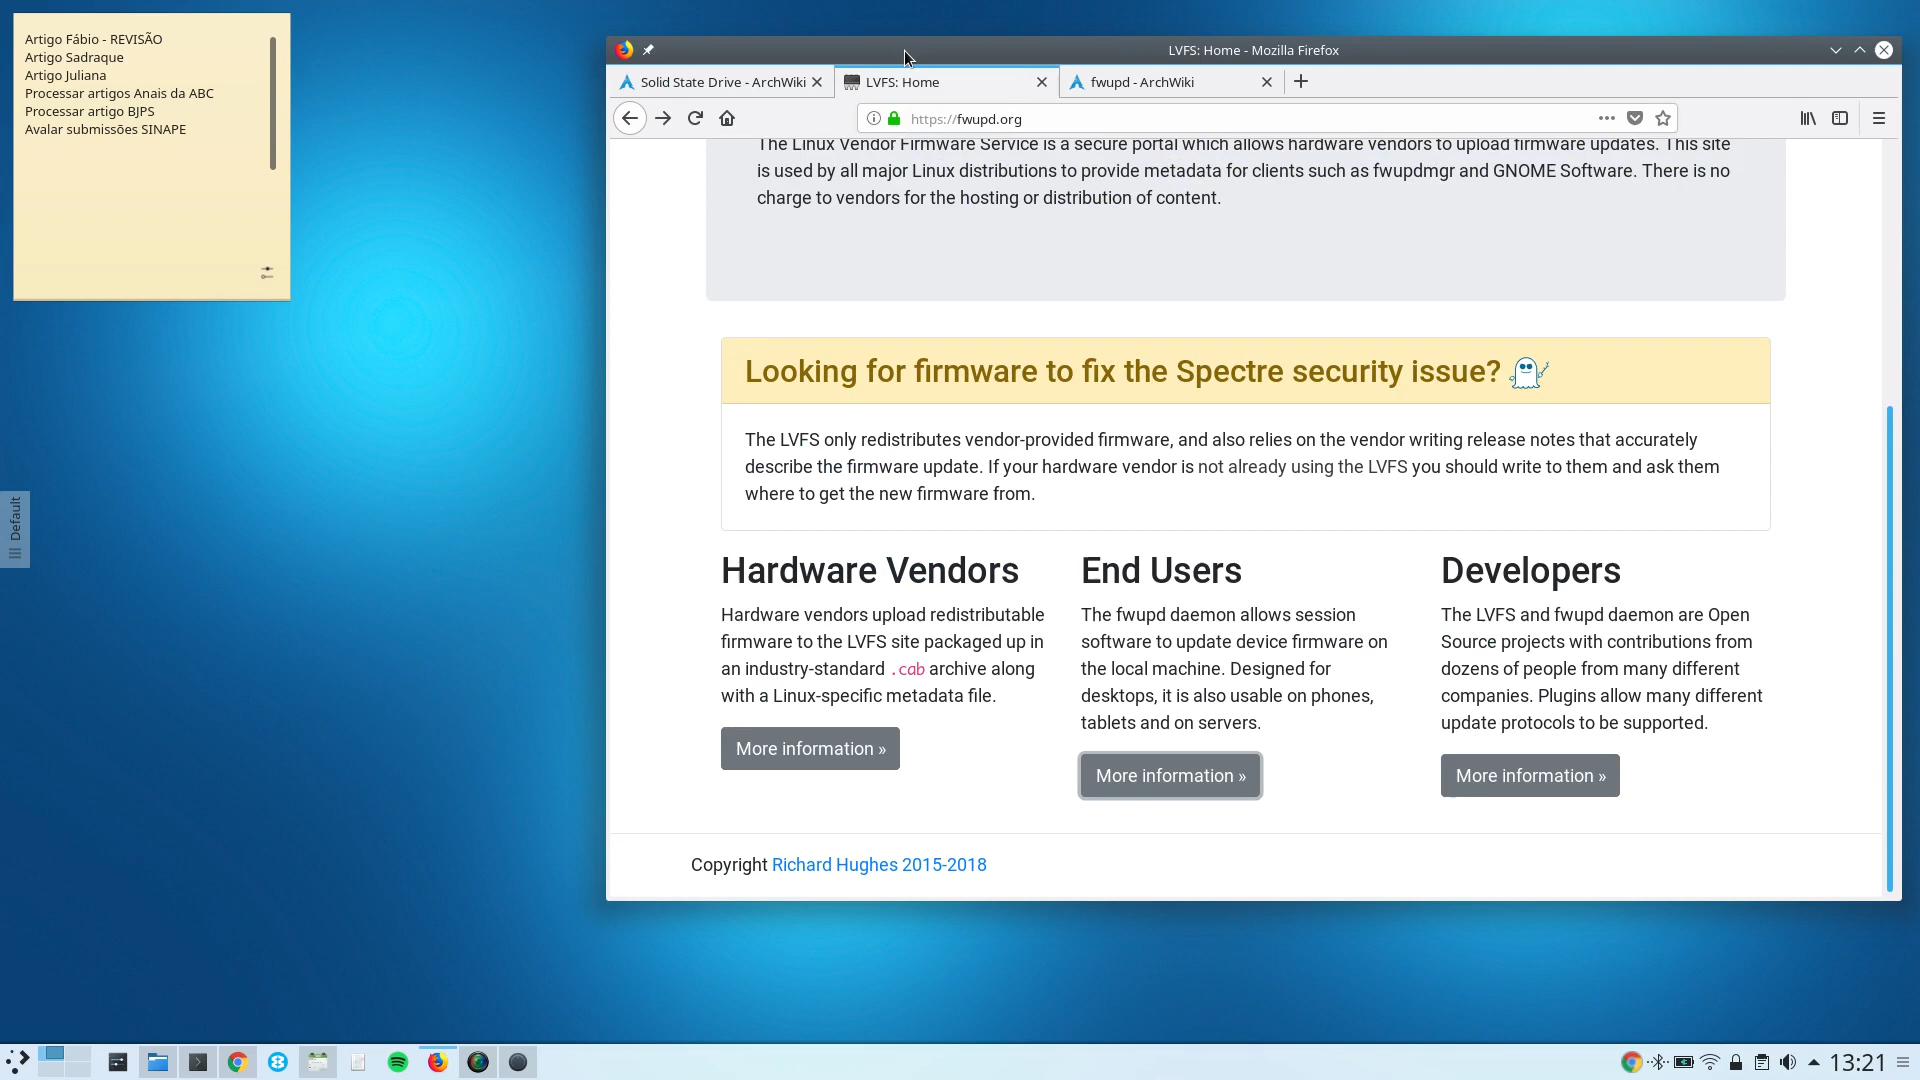 Artigo Fábio - REVISÃO
Artigo Sadraque
Artigo Juliana
Processar artigos Anais da ABC
Processar artigo BJPS
Avalar submissões SINAPE
Default
LVFS: Home - Mozilla Firefox
Solid State Drive - ArchWiki
LVFS: Home
fwupd - ArchWiki
https://fwupd.org
The Linux Vendor Firmware Service is a secure portal which allows hardware vendors to upload firmware updates. This site
is used by all major Linux distributions to provide metadata for clients such as fwupdmgr and GNOME Software. There is no
charge to vendors for the hosting or distribution of content.
Looking for firmware to fix the Spectre security issue?
The LVFS only redistributes vendor-provided firmware, and also relies on the vendor writing release notes that accurately
describe the firmware update. If your hardware vendor is not already using the LVFS you should write to them and ask them
where to get the new firmware from.
Hardware Vendors
Hardware vendors upload redistributable
firmware to the LVFS site packaged up in
an industry-standard .cab archive along
with a Linux-specific metadata file.
More information »
End Users
The fwupd daemon allows session
software to update device firmware on
the local machine. Designed for
desktops, it is also usable on phones,
tablets and on servers.
More information »
Developers
The LVFS and fwupd daemon are Open
Source projects with contributions from
dozens of people from many different
companies. Plugins allow many different
update protocols to be supported.
More information »
Copyright Richard Hughes 2015-2018
13:21